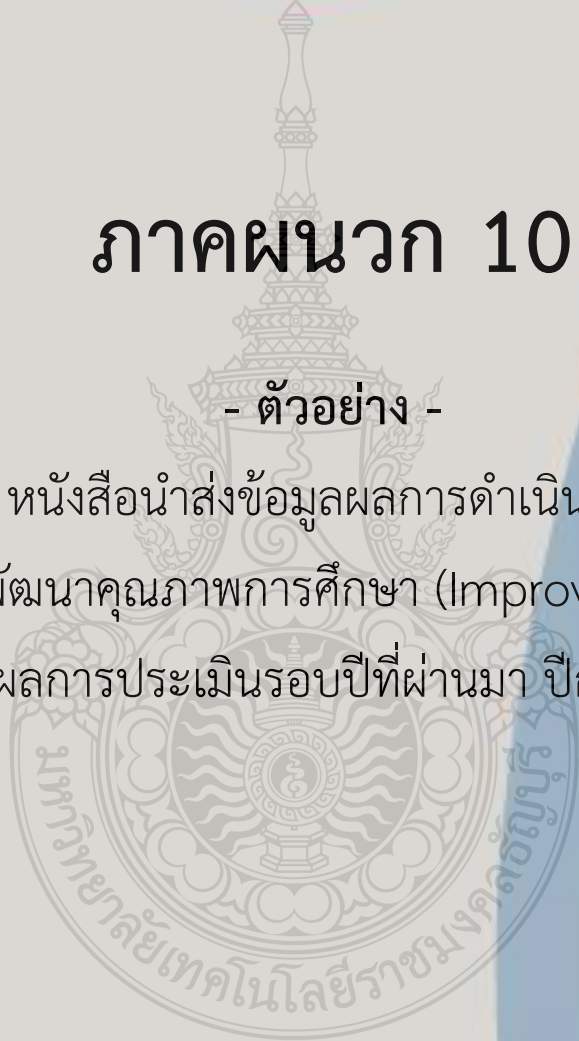 ภาคผนวก 10
- ตัวอย่าง -
หนังสือนำส่งข้อมูลผลการดำเนิน
พัฒนาคุณภาพการศึกษา (Improv
ผลการประเมินรอบปีที่ผ่านมา ปีก
มหาวิทยาลัยเทคโนโลยีราชมงคลธัญบุรี